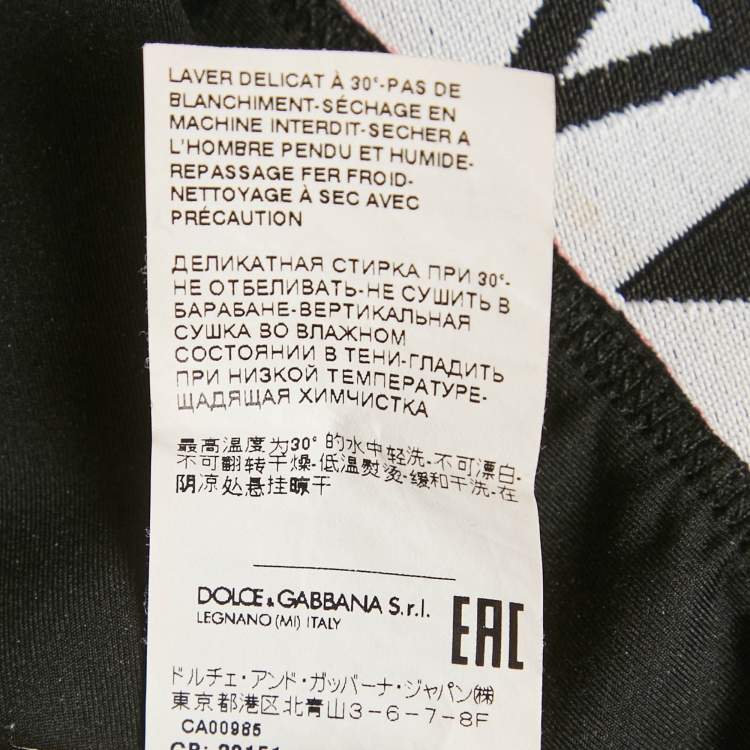 LAVER DELICAT À 30°-PAS DE
BLANCHIMENT-SÉCHAGE EN
MACHINE INTERDIT-SECHER A
L'HOMBRE PENDU ET HUMIDE-
REPASSAGE FER FROID-
NETTOYAGE À SEC AVEC
PRÉCAUTION
ДЕЛИКАТНАЯ СТИРКА ПРИ 30°-
НЕ ОТБЕЛИВАТЬ-НЕ СУШИТЬ В
БАРАБАНЕ-ВЕРТИКАЛЬНАЯ
СУШКА ВО ВЛАЖНОМ
СОСТОЯНИИ В ТЕНИ-ГЛАДИТЬ
ПРИ НИЗКОЙ ТЕМПЕРАТУРЕ-
ЩАДЯЩАЯ ХИМЧИСТКА
最高温度为30°的水中轻洗-不可漂白-
不可翻转干燥-低温熨烫-缓和干洗-在
阴凉处悬挂晾干
DOLCE & GABBANA S.r.l.
LEGNANO (MI) ITALY
EAC
ドルチェ・アンド・ガッバーナ・ジャパン㈱
東京都港区北青山3-6-7-8F
CA00985